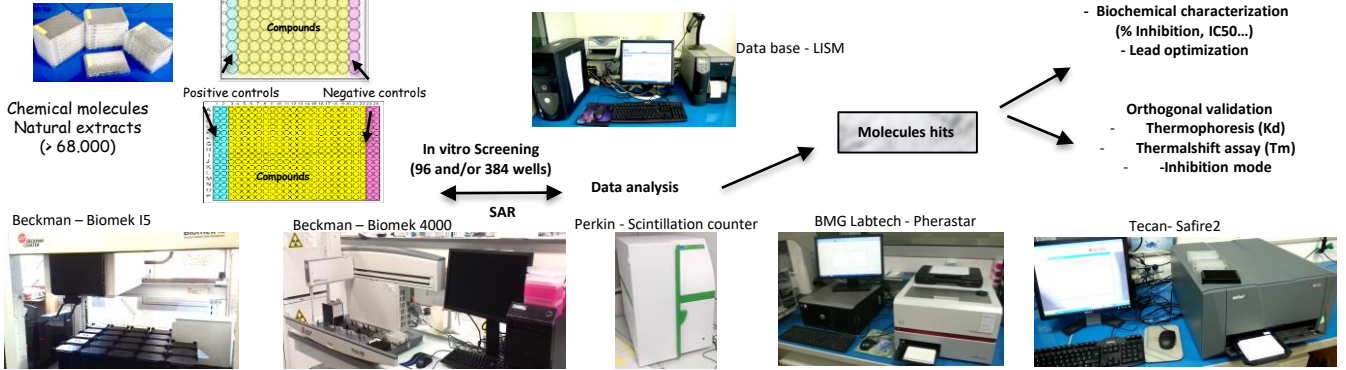 Compounds
Positive controls
Negative controls
Compounds
Chemical molecules
Natural extracts
(> 68.000)
In vitro Screening
(96 and/or 384 wells)
SAR
Data analysis
Data base - LISM
Molecules hits
- Biochemical characterization
(% Inhibition, IC50...)
- Lead optimization
Orthogonal validation
- Thermophoresis (Kd)
- Thermalshift assay (Tm)
- -Inhibition mode
Beckman – Biomek I5
Beckman – Biomek 4000
Perkin - Scintillation counter
BMG Labtech - Pherastar
Tecan- Safire2